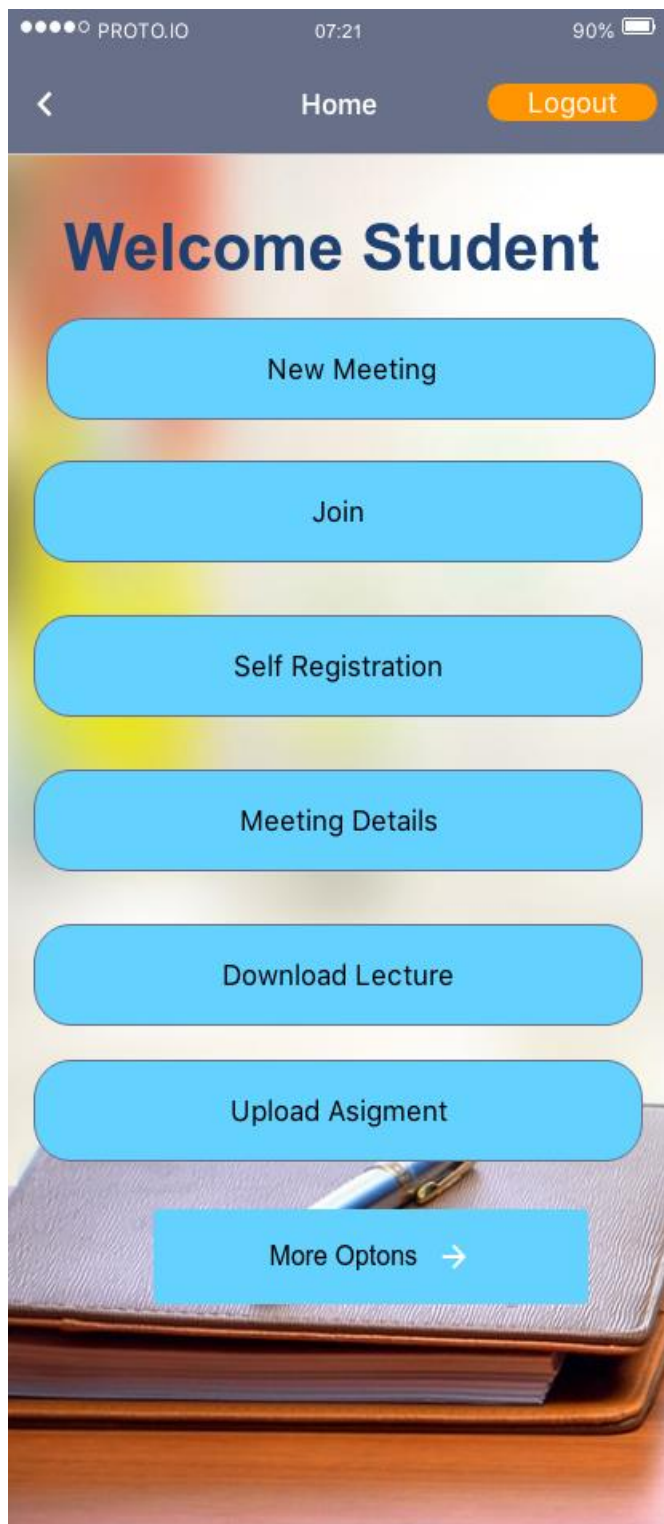 PROTO.IO 07:21 90%
Home Logout
Welcome Student
New Meeting
Join
Self Registration
Meeting Details
Download Lecture
Upload Asigment
More Optons